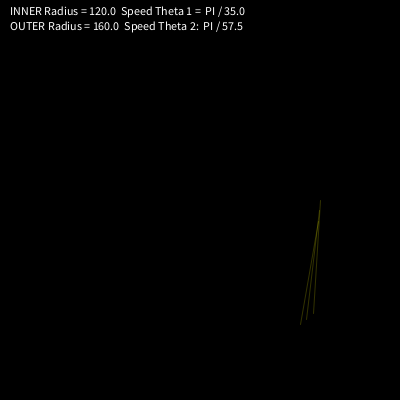 INNER Radius = 120.0  Speed Theta 1 =  PI / 35.0
OUTER Radius = 160.0  Speed Theta 2:  PI / 57.5